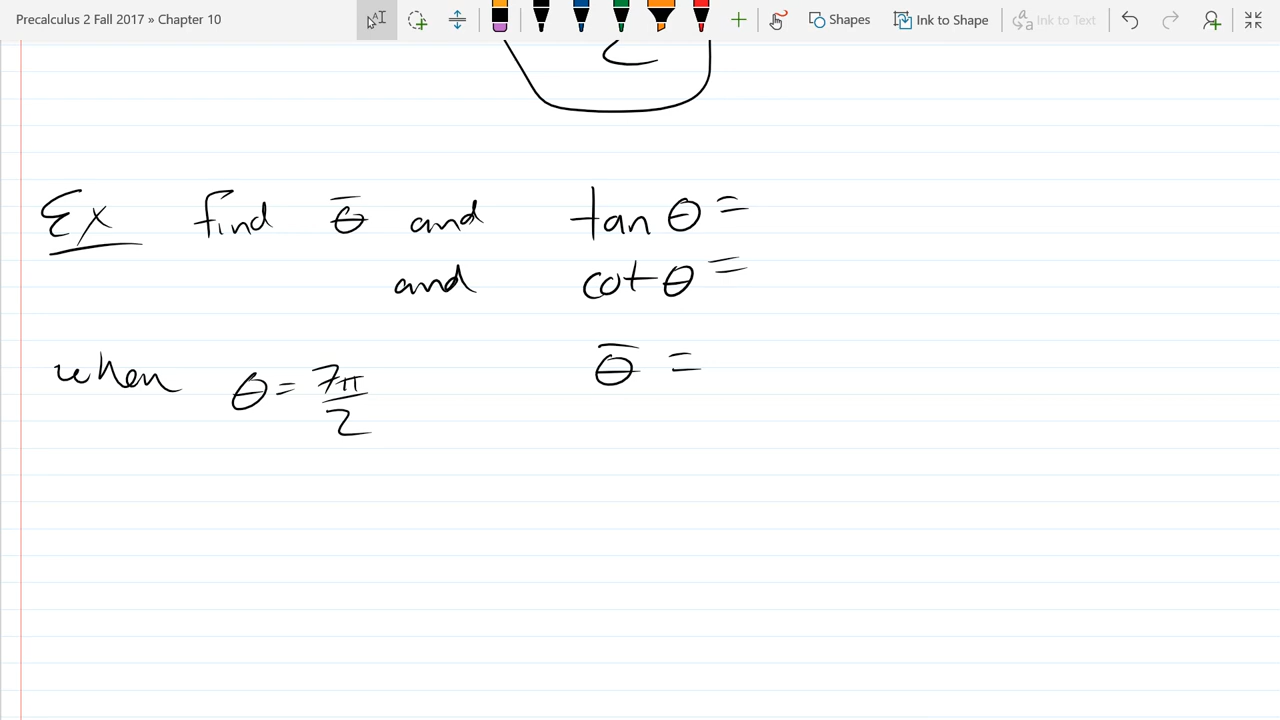 Precalculus 2 Fall 2017 » Chapter 10
Shapes
Ink to Shape
Ink to Text
2
Ex find θ̅ and tan θ =
and cot θ =
when θ = 7π/2 θ̅ =